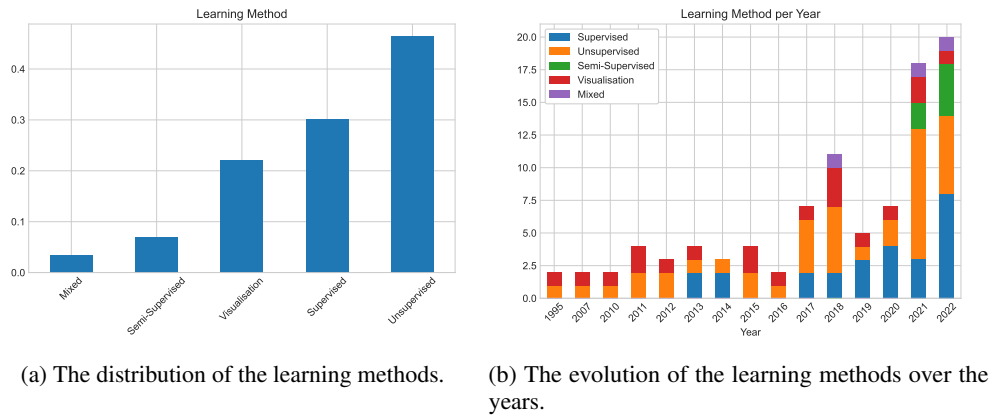 Learning Method
0.4
0.3
0.2
0.1
0.0
Mixed
Semi-Supervised
Visualisation
Supervised
Unsupervised
(a) The distribution of the learning methods.
Learning Method per Year
Supervised
Unsupervised
Semi-Supervised
Visualisation
Mixed
20.0
17.5
15.0
12.5
10.0
7.5
5.0
2.5
0.0
1995
2007
2010
2011
2012
2013
2014
2015
2016
2017
2018
2019
2020
2021
2022
Year
(b) The evolution of the learning methods over the
years.